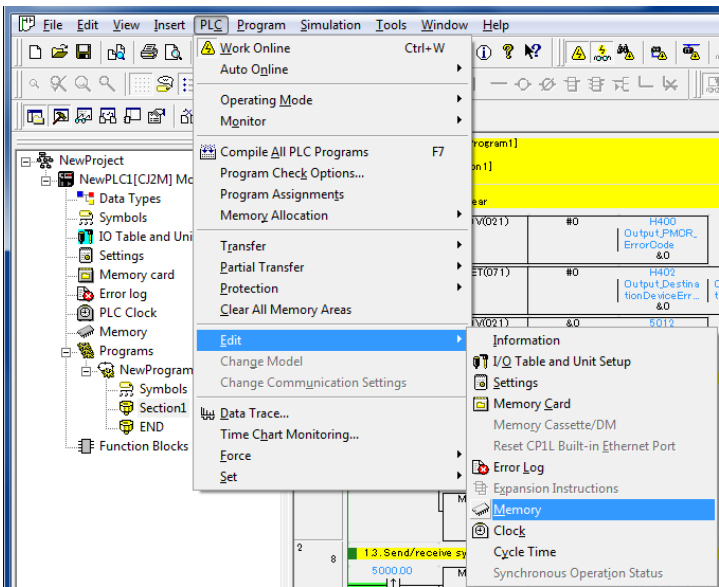 File Edit View Insert PLC Program Simulation Tools Window Help
Work Online Ctrl+W
Auto Online
Operating Mode
Monitor
Compile All PLC Programs F7
Program Check Options...
Program Assignments
Memory Allocation
Transfer
Partial Transfer
Protection
Clear All Memory Areas
Edit
Change Model
Change Communication Settings
Data Trace...
Time Chart Monitoring...
Force
Set
Information
I/O Table and Unit Setup
Settings
Memory Card
Memory Cassette/DM
Reset CP1L Built-in Ethernet Port
Error Log
Expansion Instructions
Memory
Clock
Cycle Time
Synchronous Operation Status
NewProject
NewPLC1[CJ2M] Mo
Data Types
Symbols
IO Table and Uni
Settings
Memory card
Error log
PLC Clock
Memory
Programs
NewProgram
Symbols
Section1
END
Function Blocks
rogram1]
on1]
ear
V(021) #0 H400
Output_PMCR_
ErrorCode
&0
ET(071) #0 H402
Output_Destina
tionDeviceErr...
&0
V(021) &0 5012
M
2
8 1.3.Send/receive sy
5000.00 M